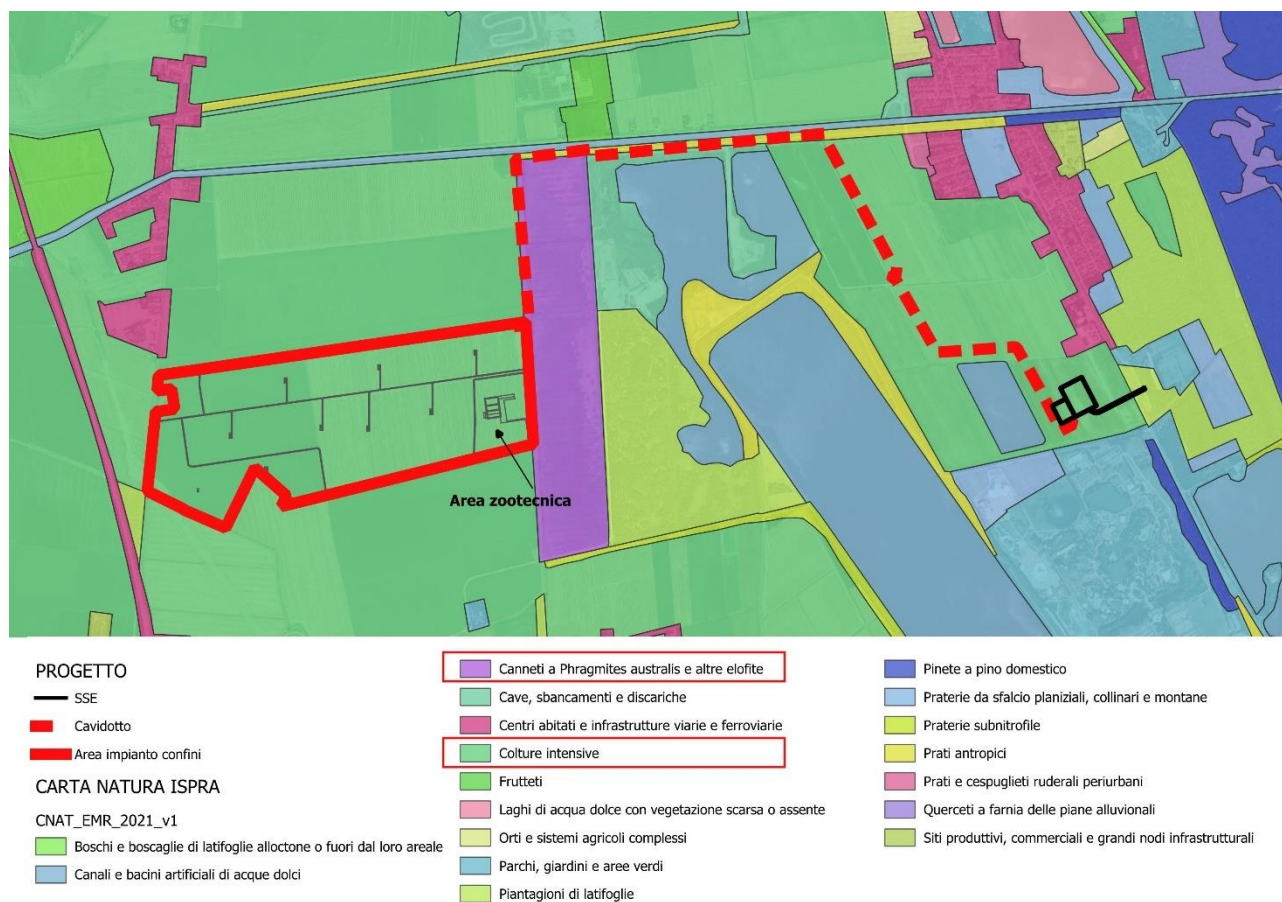 Area zootecnica
PROGETTO
SSE
Cavidotto
Area impianto confini
CARTA NATURA ISPRA
CNAT_EMR_2021_v1
Boschi e boscaglie di latifoglie alloctone o fuori dal loro areale
Canali e bacini artificiali di acque dolci
Canneti a Phragmites australis e altre elofite
Cave, sbancamenti e discariche
Centri abitati e infrastrutture viarie e ferroviarie
Colture intensive
Frutteti
Laghi di acqua dolce con vegetazione scarsa o assente
Orti e sistemi agricoli complessi
Parchi, giardini e aree verdi
Piantagioni di latifoglie
Pinete a pino domestico
Praterie da sfalcio planiziali, collinari e montane
Praterie subnitrofile
Prati antropici
Prati e cespuglieti ruderali periurbani
Querceti a farnia delle piane alluvionali
Siti produttivi, commerciali e grandi nodi infrastrutturali